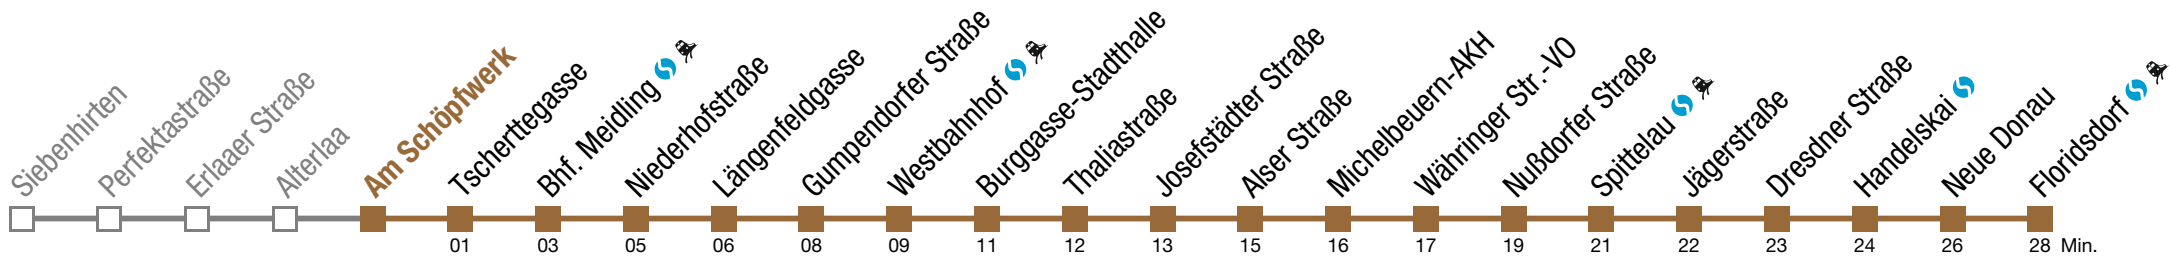 Siebenhirten
Perfektastraße
Erlaaer Straße
Alterlaa
Am Schöpfwerk
Tscherttegasse
Bhf. Meidling
Niederhofstraße
Längenfeldgasse
Gumpendorfer Straße
Westbahnhof
Burggasse-Stadthalle
Thaliastraße
Josefstädter Straße
Alser Straße
Michelbeuern-AKH
Währinger Str.-VO
Nußdorfer Straße
Spittelau
Jägerstraße
Dresdner Straße
Handelskai
Neue Donau
Floridsdorf
01 03 05 06 08 09 11 12 13 15 16 17 19 21 22 23 24 26 28 Min.